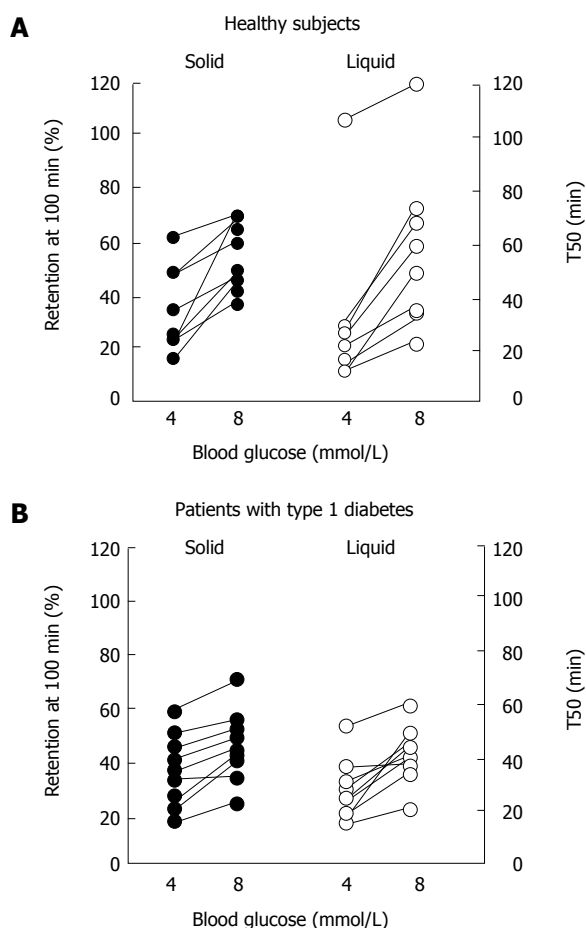 A
Healthy subjects
Solid
Liquid
Retention at 100 min (%)
120
100
80
60
40
20
0
120
100
80
60
40
20
0
T50 (min)
4
8
4
8
Blood glucose (mmol/L)
B
Patients with type 1 diabetes
Solid
Liquid
Retention at 100 min (%)
120
100
80
60
40
20
0
120
100
80
60
40
20
0
T50 (min)
4
8
4
8
Blood glucose (mmol/L)